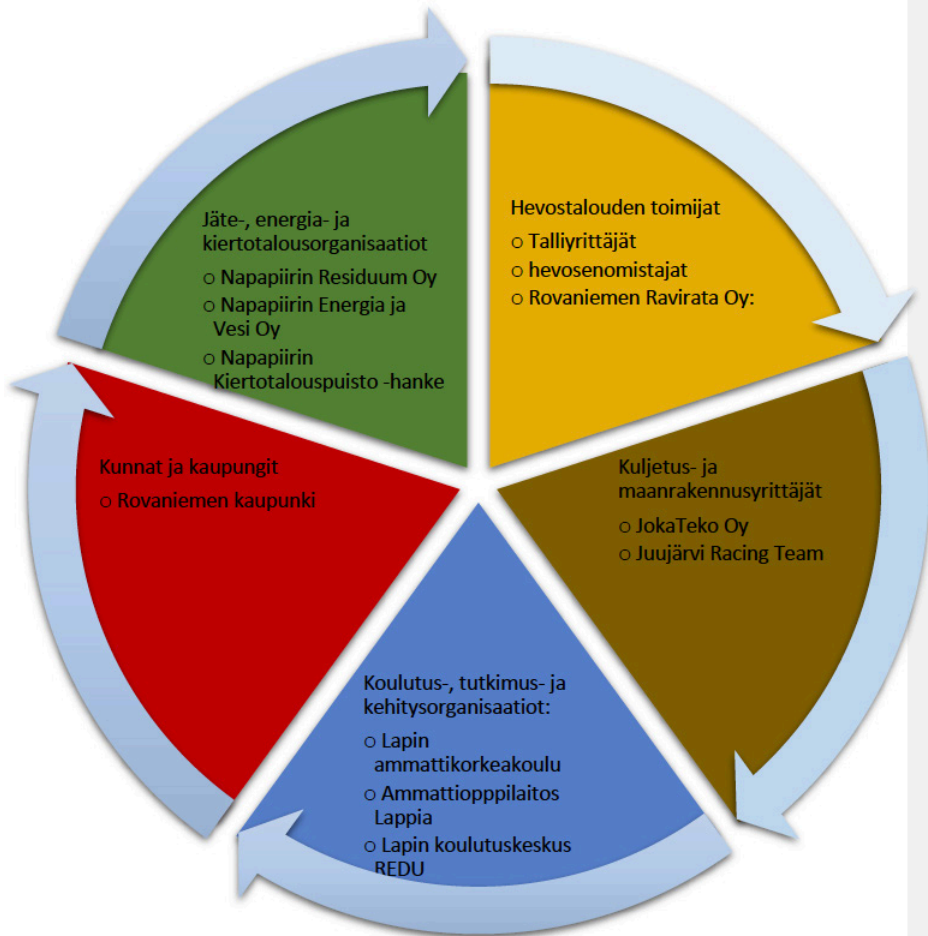 Hevostalouden toimijat
o Talliyrittäjät
o hevosenomistajat
o Rovaniemen Ravirata Oy:
Kuljetus- ja
maanrakennusyrittäjät
o JokaTeko Oy
o Juujärvi Racing Team
Koulutus-, tutkimus- ja
kehitysorganisaatiot:
o Lapin
ammattikorkeakoulu
o Ammattiopppilaitos
Lappia
o Lapin koulutuskeskus
REDU
Kunnat ja kaupungit
o Rovaniemen kaupunki
Jäte-, energia- ja
kiertotalousorganisaatiot
o Napapiirin Residuum Oy
o Napapiirin Energia ja
Vesi Oy
o Napapiirin
Kiertotalouspuisto -hanke